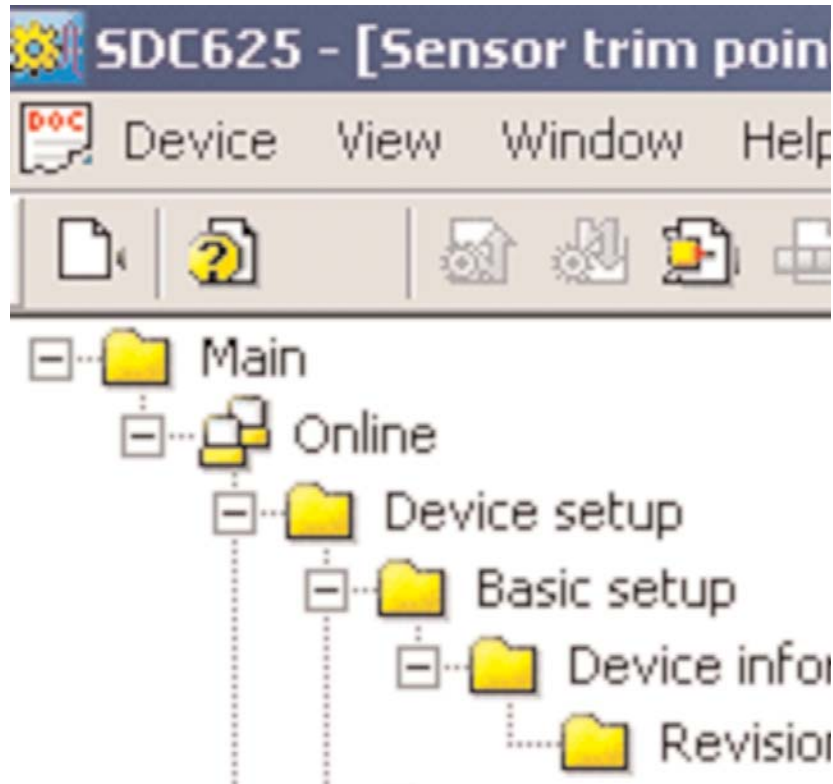 SDC625 - [Sensor trim poin
DOC Device View Window Help
?
Main
Online
Device setup
Basic setup
Device infor
Revision